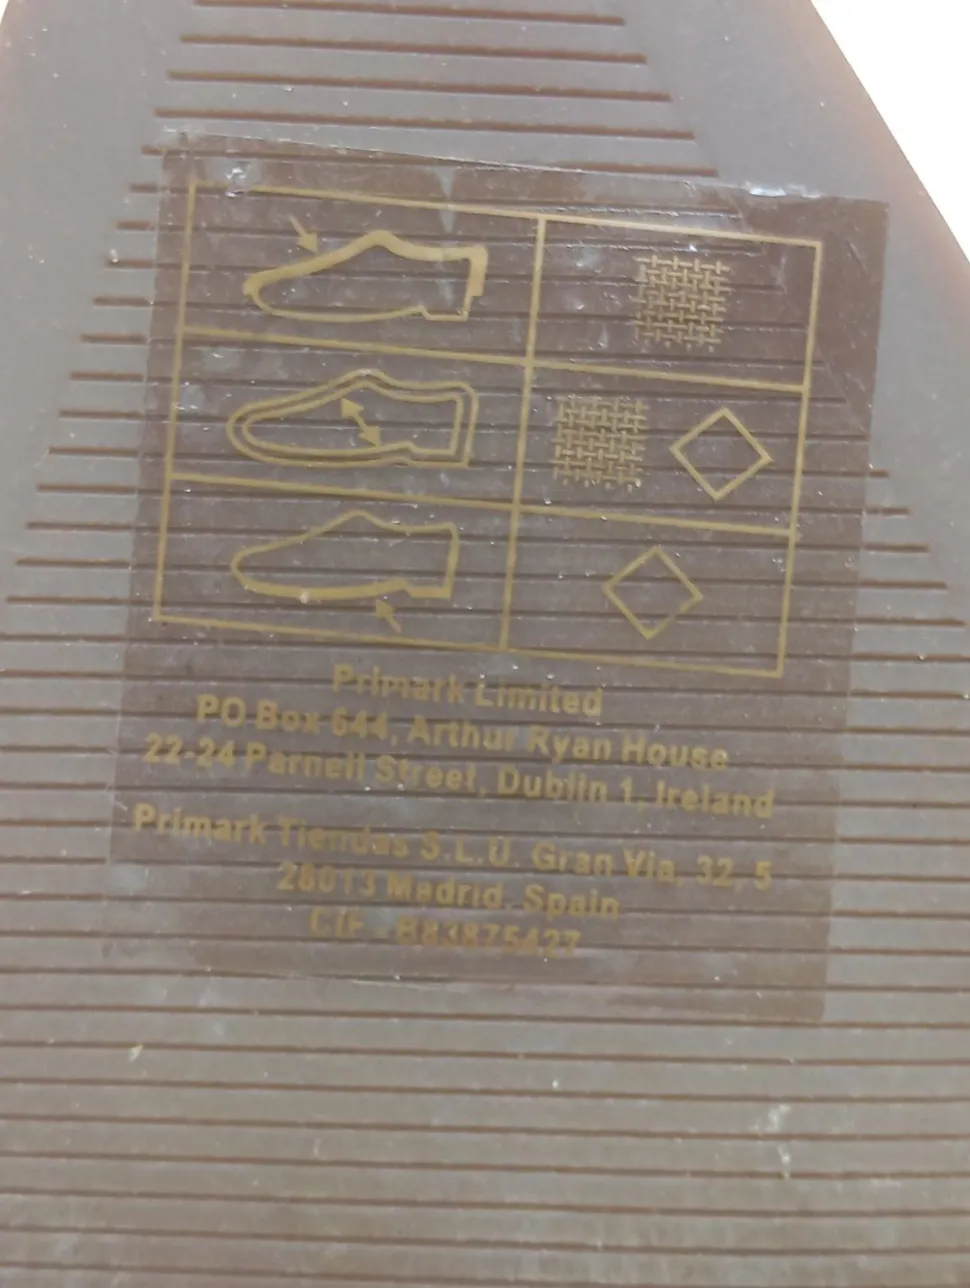 Primark Limited
PO Box 644, Arthur Ryan House
22-24 Parnell Street, Dublin 1, Ireland
Primark Tiendas S.L.U. Gran Via, 32, 5
28013 Madrid, Spain
CIF - B83875427